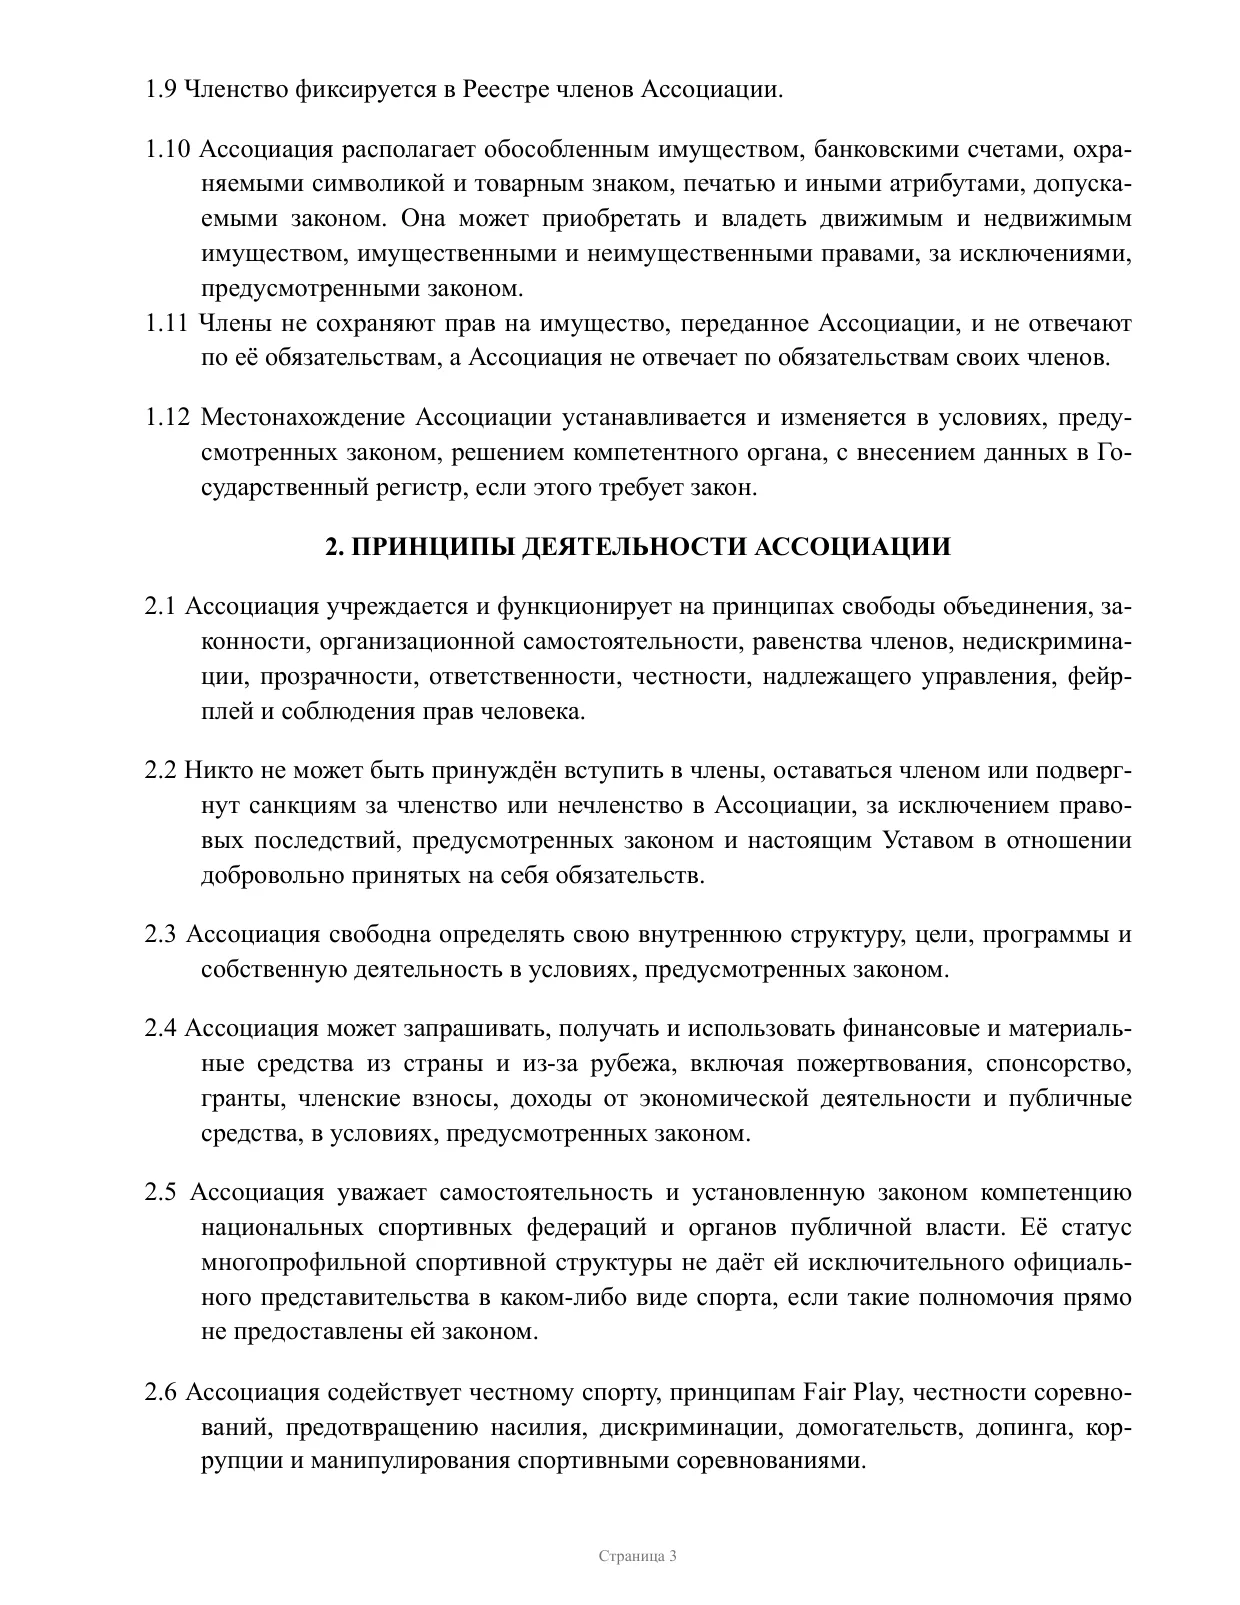 1.9 Членство фиксируется в Реестре членов Ассоциации.
1.10 Ассоциация располагает обособленным имуществом, банковскими счетами, охра-
няемыми символикой и товарным знаком, печатью и иными атрибутами, допуска-
емыми законом. Она может приобретать и владеть движимым и недвижимым
имуществом, имущественными и неимущественными правами, за исключениями,
предусмотренными законом.
1.11 Члены не сохраняют прав на имущество, переданное Ассоциации, и не отвечают
по её обязательствам, а Ассоциация не отвечает по обязательствам своих членов.
1.12 Местонахождение Ассоциации устанавливается и изменяется в условиях, преду-
смотренных законом, решением компетентного органа, с внесением данных в Го-
сударственный регистр, если этого требует закон.
2. ПРИНЦИПЫ ДЕЯТЕЛЬНОСТИ АССОЦИАЦИИ
2.1 Ассоциация учреждается и функционирует на принципах свободы объединения, за-
конности, организационной самостоятельности, равенства членов, недискримина-
ции, прозрачности, ответственности, честности, надлежащего управления, фейр-
плей и соблюдения прав человека.
2.2 Никто не может быть принуждён вступить в члены, оставаться членом или подверг-
нут санкциям за членство или нечленство в Ассоциации, за исключением право-
вых последствий, предусмотренных законом и настоящим Уставом в отношении
добровольно принятых на себя обязательств.
2.3 Ассоциация свободна определять свою внутреннюю структуру, цели, программы и
собственную деятельность в условиях, предусмотренных законом.
2.4 Ассоциация может запрашивать, получать и использовать финансовые и материаль-
ные средства из страны и из-за рубежа, включая пожертвования, спонсорство,
гранты, членские взносы, доходы от экономической деятельности и публичные
средства, в условиях, предусмотренных законом.
2.5 Ассоциация уважает самостоятельность и установленную законом компетенцию
национальных спортивных федераций и органов публичной власти. Её статус
многопрофильной спортивной структуры не даёт ей исключительного официаль-
ного представительства в каком-либо виде спорта, если такие полномочия прямо
не предоставлены ей законом.
2.6 Ассоциация содействует честному спорту, принципам Fair Play, честности соревно-
ваний, предотвращению насилия, дискриминации, домогательств, допинга, кор-
рупции и манипулирования спортивными соревнованиями.
Страница 3